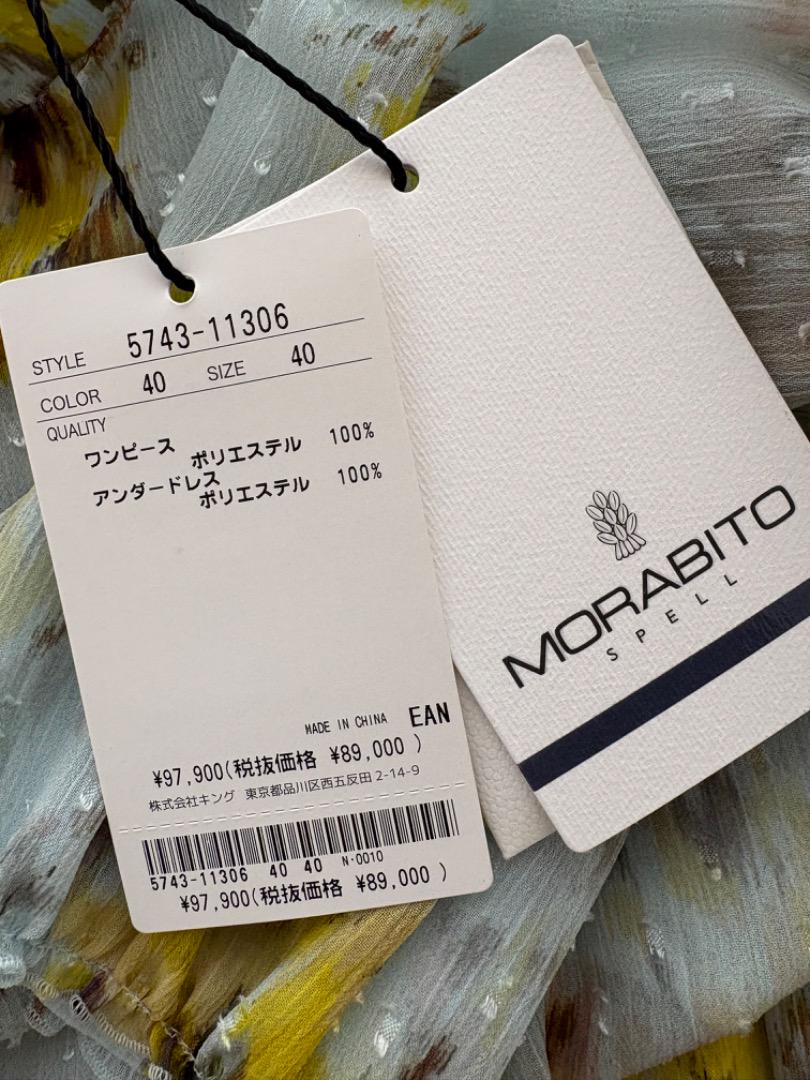 STYLE 5743-11306
COLOR 40 SIZE 40
QUALITY
ワンピース
ポリエステル 100%
アンダードレス
ポリエステル 100%
MADE IN CHINA EAN
¥97,900(税抜価格 ¥89,000 )
株式会社キング 東京都品川区西五反田 2-14-9
5743-11306 40 40 N-0010
¥97,900(税抜価格 ¥89,000 )
MORABITO
SPELL